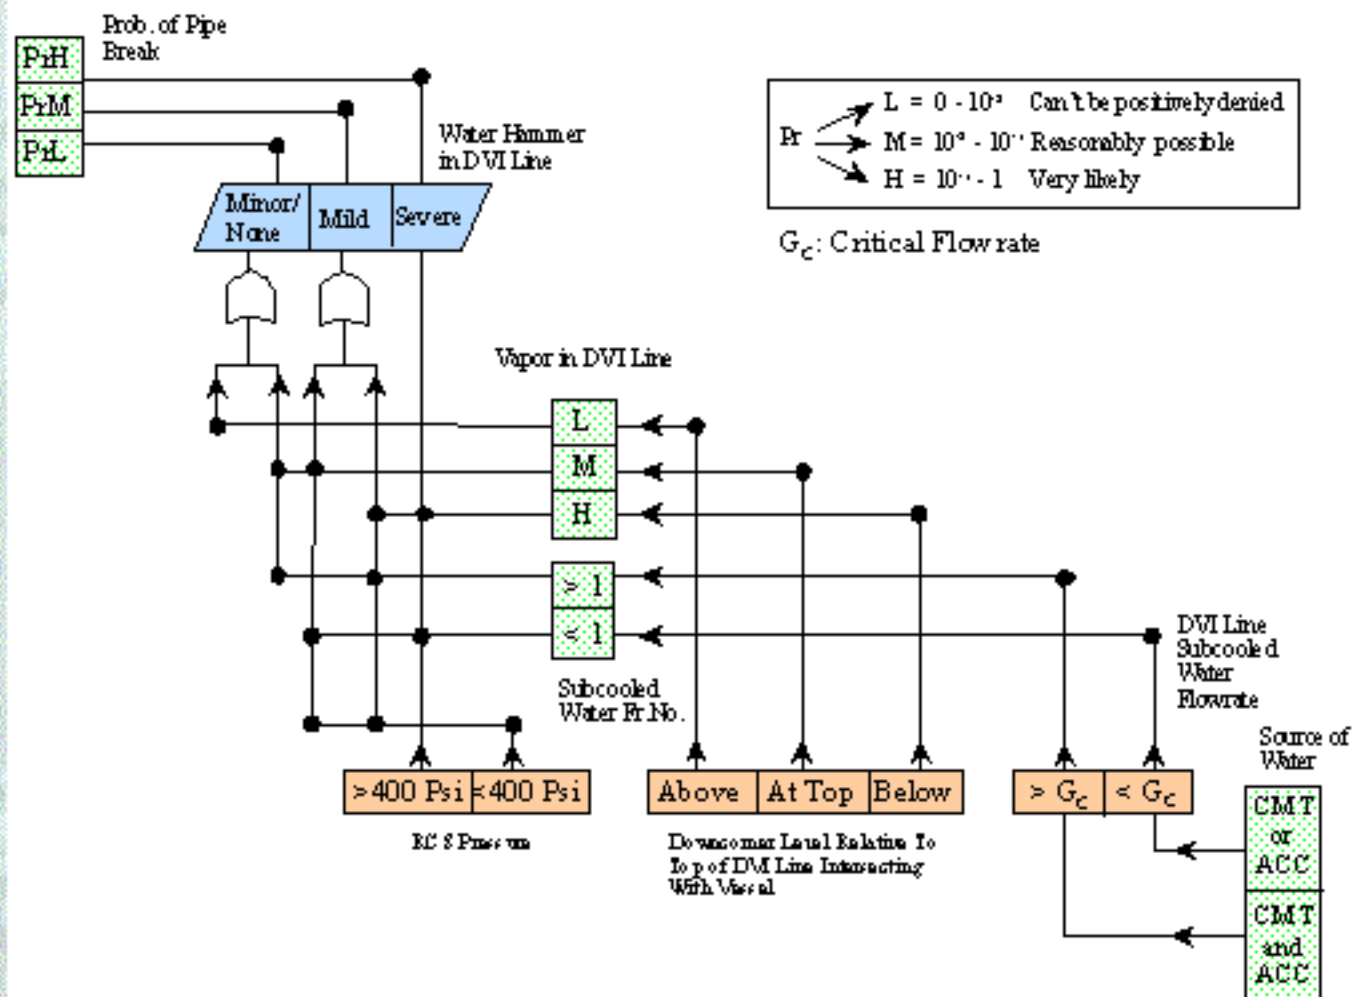 Prob. of Pipe
Break
PrH
PrM
PrL
Water Hammer
in DVI Line
Minor/
None
Mild
Severe
Pr
L = 0 - 10
Can't be positively denied
M = 10 - 10
Reasonably possible
H = 10 - 1
Very likely
G_C: Critical Flow rate
Vapor in DVI Line
L
M
H
> 1
< 1
Subcooled
Water Fr.No.
DVI Line
Subcooled
Water
Flowrate
Source of
Water
>400 Psi
<400 Psi
RCS Pressure
Above
At Top
Below
Downcomer Level Relative To
Top of DVI Line Intersecting
With Vessel
> G_C
< G_C
CMT
or
ACC
CMT
and
ACC